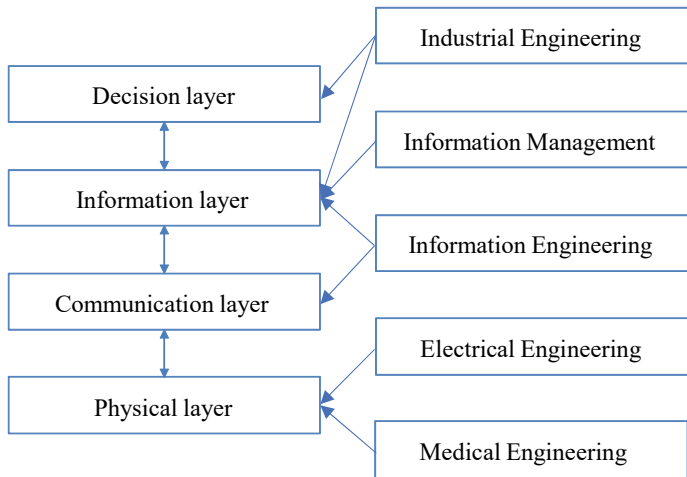 Industrial Engineering
Decision layer
Information Management
Information layer
Information Engineering
Communication layer
Electrical Engineering
Physical layer
Medical Engineering